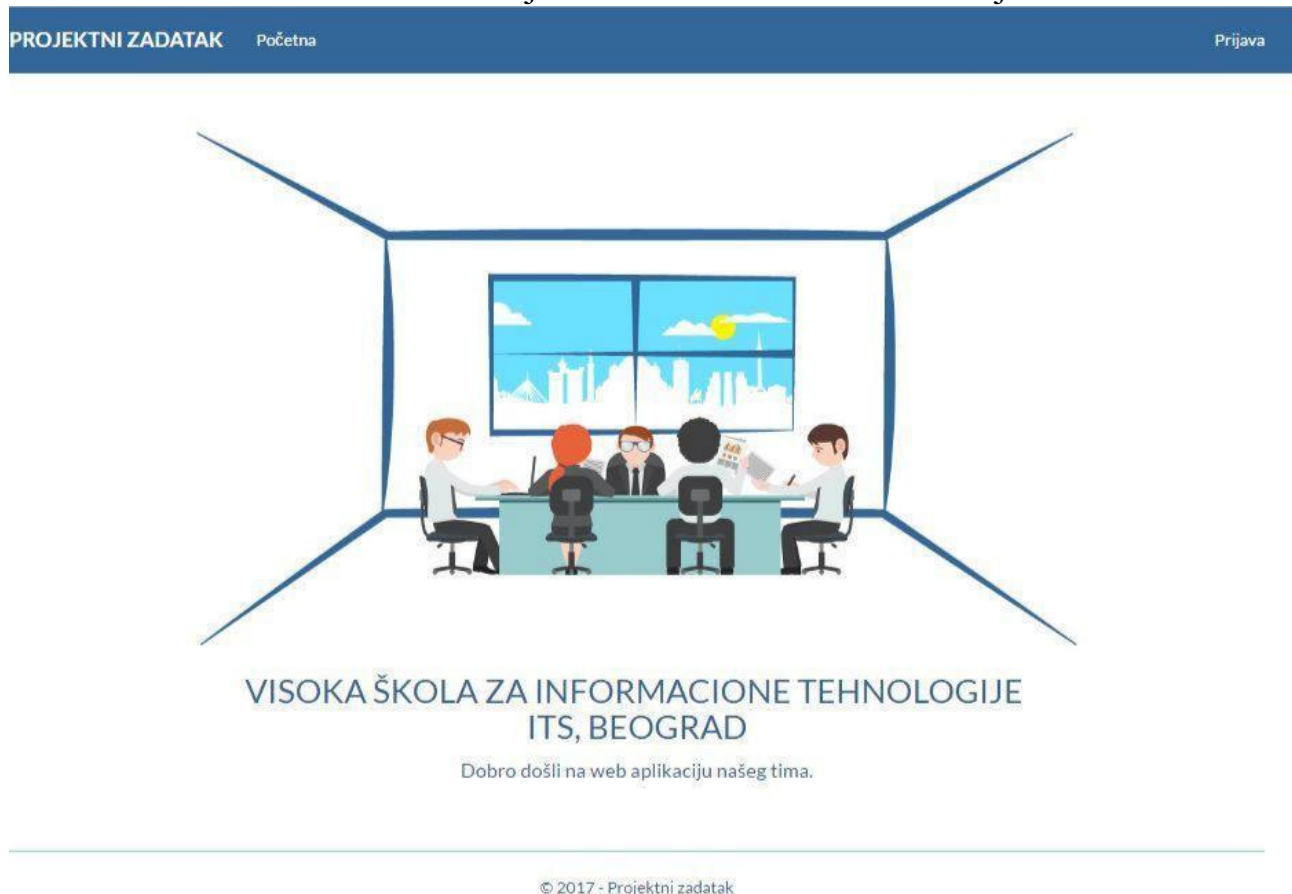 PROJEKTNI ZADATAK Početna Prijava
VISOKA ŠKOLA ZA INFORMACIONE TEHNOLOGIJE
ITS, BEOGRAD
Dobro došli na web aplikaciju našeg tima.
© 2017 - Projektni zadatak